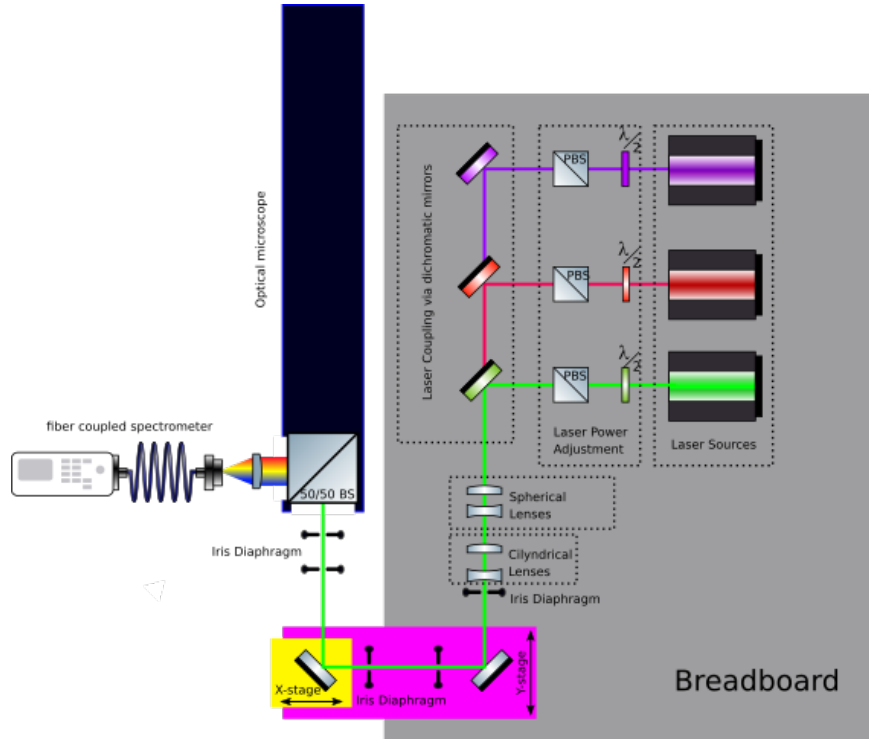 Optical microscope
Laser Coupling via dichromatic mirrors
PBS
λ/2
PBS
λ/2
PBS
λ/2
Laser Power
Adjustment
Laser Sources
fiber coupled spectrometer
50/50 BS
Spherical
Lenses
Iris Diaphragm
Cilyndrical
Lenses
Iris Diaphragm
X-stage
Iris Diaphragm
Y-stage
Breadboard